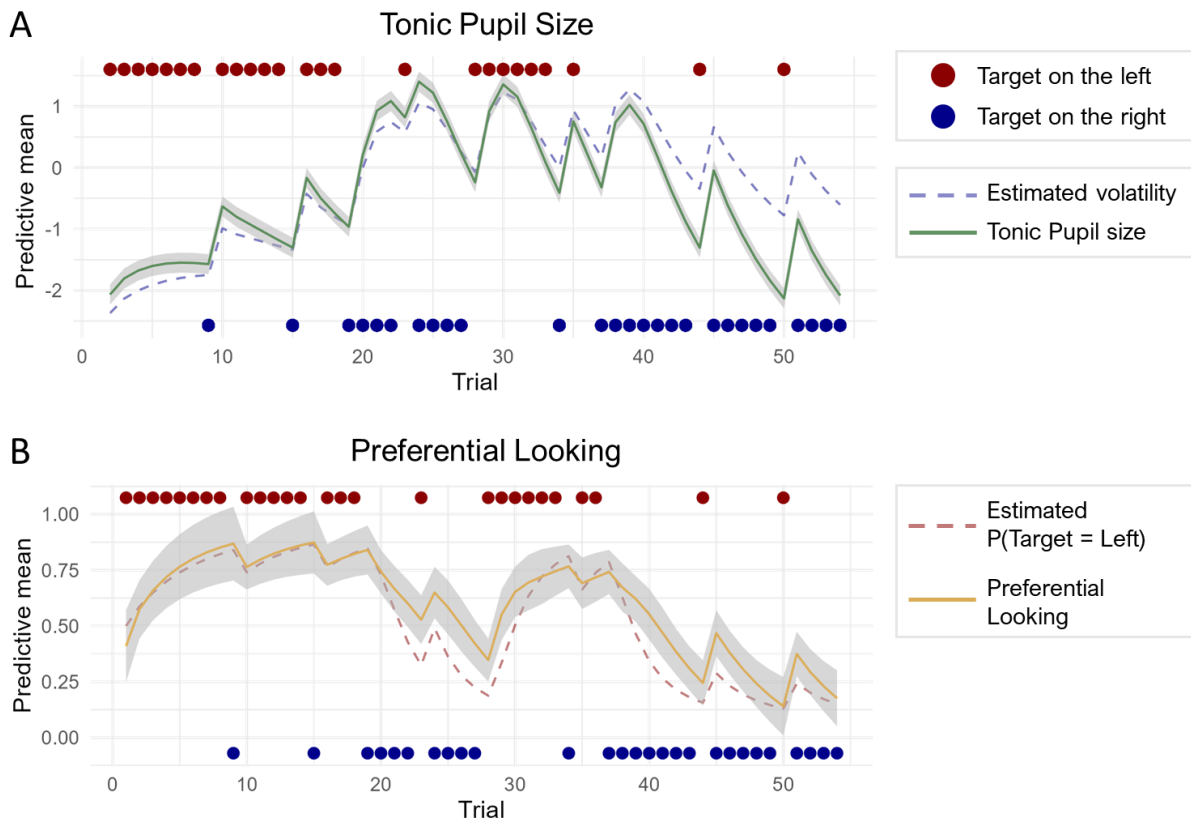 A
Tonic Pupil Size
Predictive mean
1
0
-1
-2
0
10
20
30
40
50
Trial
Target on the left
Target on the right
Estimated volatility
Tonic Pupil size
B
Preferential Looking
Predictive mean
1.00
0.75
0.50
0.25
0.00
0
10
20
30
40
50
Trial
Estimated
P(Target = Left)
Preferential
Looking